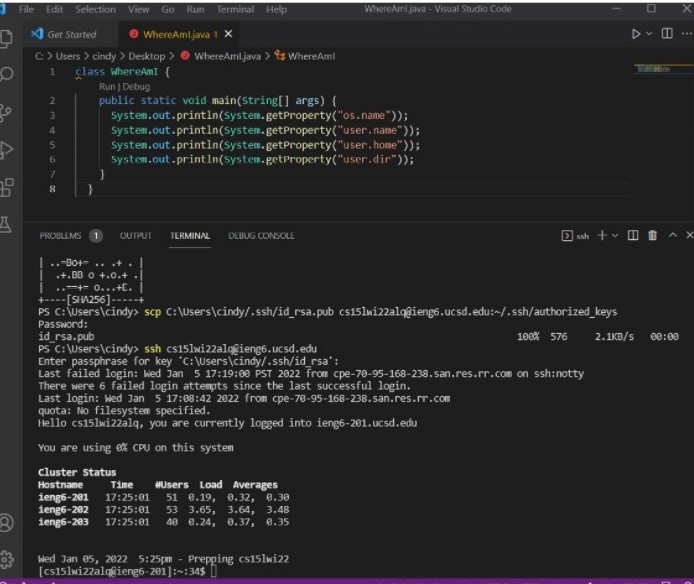 File Edit Selection View Go Run Terminal Help WhereAmI.java - Visual Studio Code
Get Started WhereAmI.java 1
C: > Users > cindy > Desktop > WhereAmI.java > WhereAmI
1 class WhereAmI {
Run | Debug
2 public static void main(String[] args) {
3 System.out.println(System.getProperty("os.name"));
4 System.out.println(System.getProperty("user.name"));
5 System.out.println(System.getProperty("user.home"));
6 System.out.println(System.getProperty("user.dir"));
7 }
8 }
PROBLEMS 1 OUTPUT TERMINAL DEBUG CONSOLE ssh
| ..=Bo+= .. .+ . |
| .+.BB o +.o.+ .|
| ..==+= o...+E. |
+----[SHA256]-----+
PS C:\Users\cindy> scp C:\Users\cindy/.ssh/id_rsa.pub cs15lwi22alq@ieng6.ucsd.edu:~/.ssh/authorized_keys
Password:
id_rsa.pub 100% 576 2.1KB/s 00:00
PS C:\Users\cindy> ssh cs15lwi22alq@ieng6.ucsd.edu
Enter passphrase for key 'C:\Users\cindy/.ssh/id_rsa':
Last failed login: Wed Jan 5 17:19:00 PST 2022 from cpe-70-95-168-238.san.res.rr.com on ssh:notty
There were 6 failed login attempts since the last successful login.
Last login: Wed Jan 5 17:08:42 2022 from cpe-70-95-168-238.san.res.rr.com
quota: No filesystem specified.
Hello cs15lwi22alq, you are currently logged into ieng6-201.ucsd.edu
You are using 0% CPU on this system
Cluster Status
Hostname Time #Users Load Averages
ieng6-201 17:25:01 51 0.19, 0.32, 0.30
ieng6-202 17:25:01 53 3.65, 3.64, 3.48
ieng6-203 17:25:01 40 0.24, 0.37, 0.35
Wed Jan 05, 2022 5:25pm - Prepping cs15lwi22
[cs15lwi22alq@ieng6-201]:~:34$